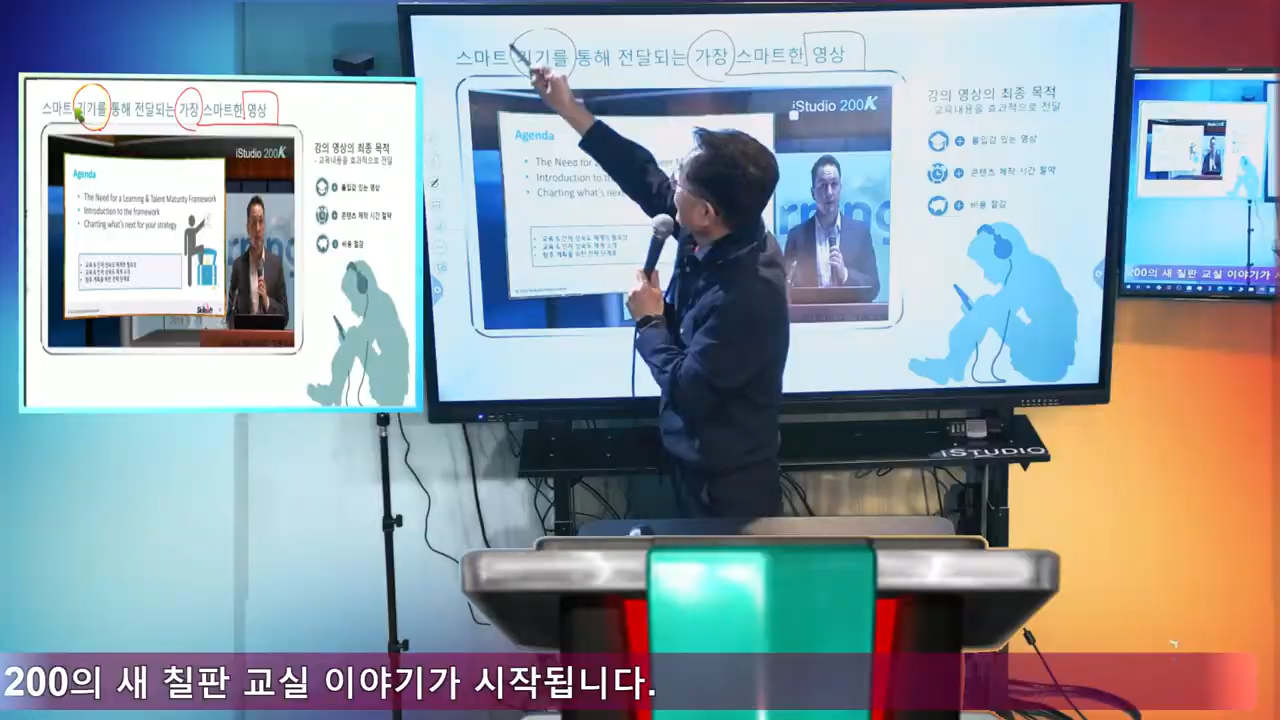 스마트 기기를 통해 전달되는 가장 스마트한 영상
iStudio 200K
Agenda
• The Need for a Learning & Talent Maturity Framework
• Introduction to the framework
• Charting what's next for your strategy
강의 영상의 최종 목적
- 교육내용을 효과적으로 전달
몰입감 있는 영상
콘텐츠 제작 시간 절약
비용 절감
스마트 기기를 통해 전달되는 가장 스마트한 영상
iStudio 200K
Agenda
• The Need for
• Introduction to
• Charting what's next
강의 영상의 최종 목적
- 교육내용을 효과적으로 전달
몰입감 있는 영상
콘텐츠 제작 시간 절약
비용 절감
200의 새 칠판 교실 이야기가
iSTUDIO
200의 새 칠판 교실 이야기가 시작됩니다.